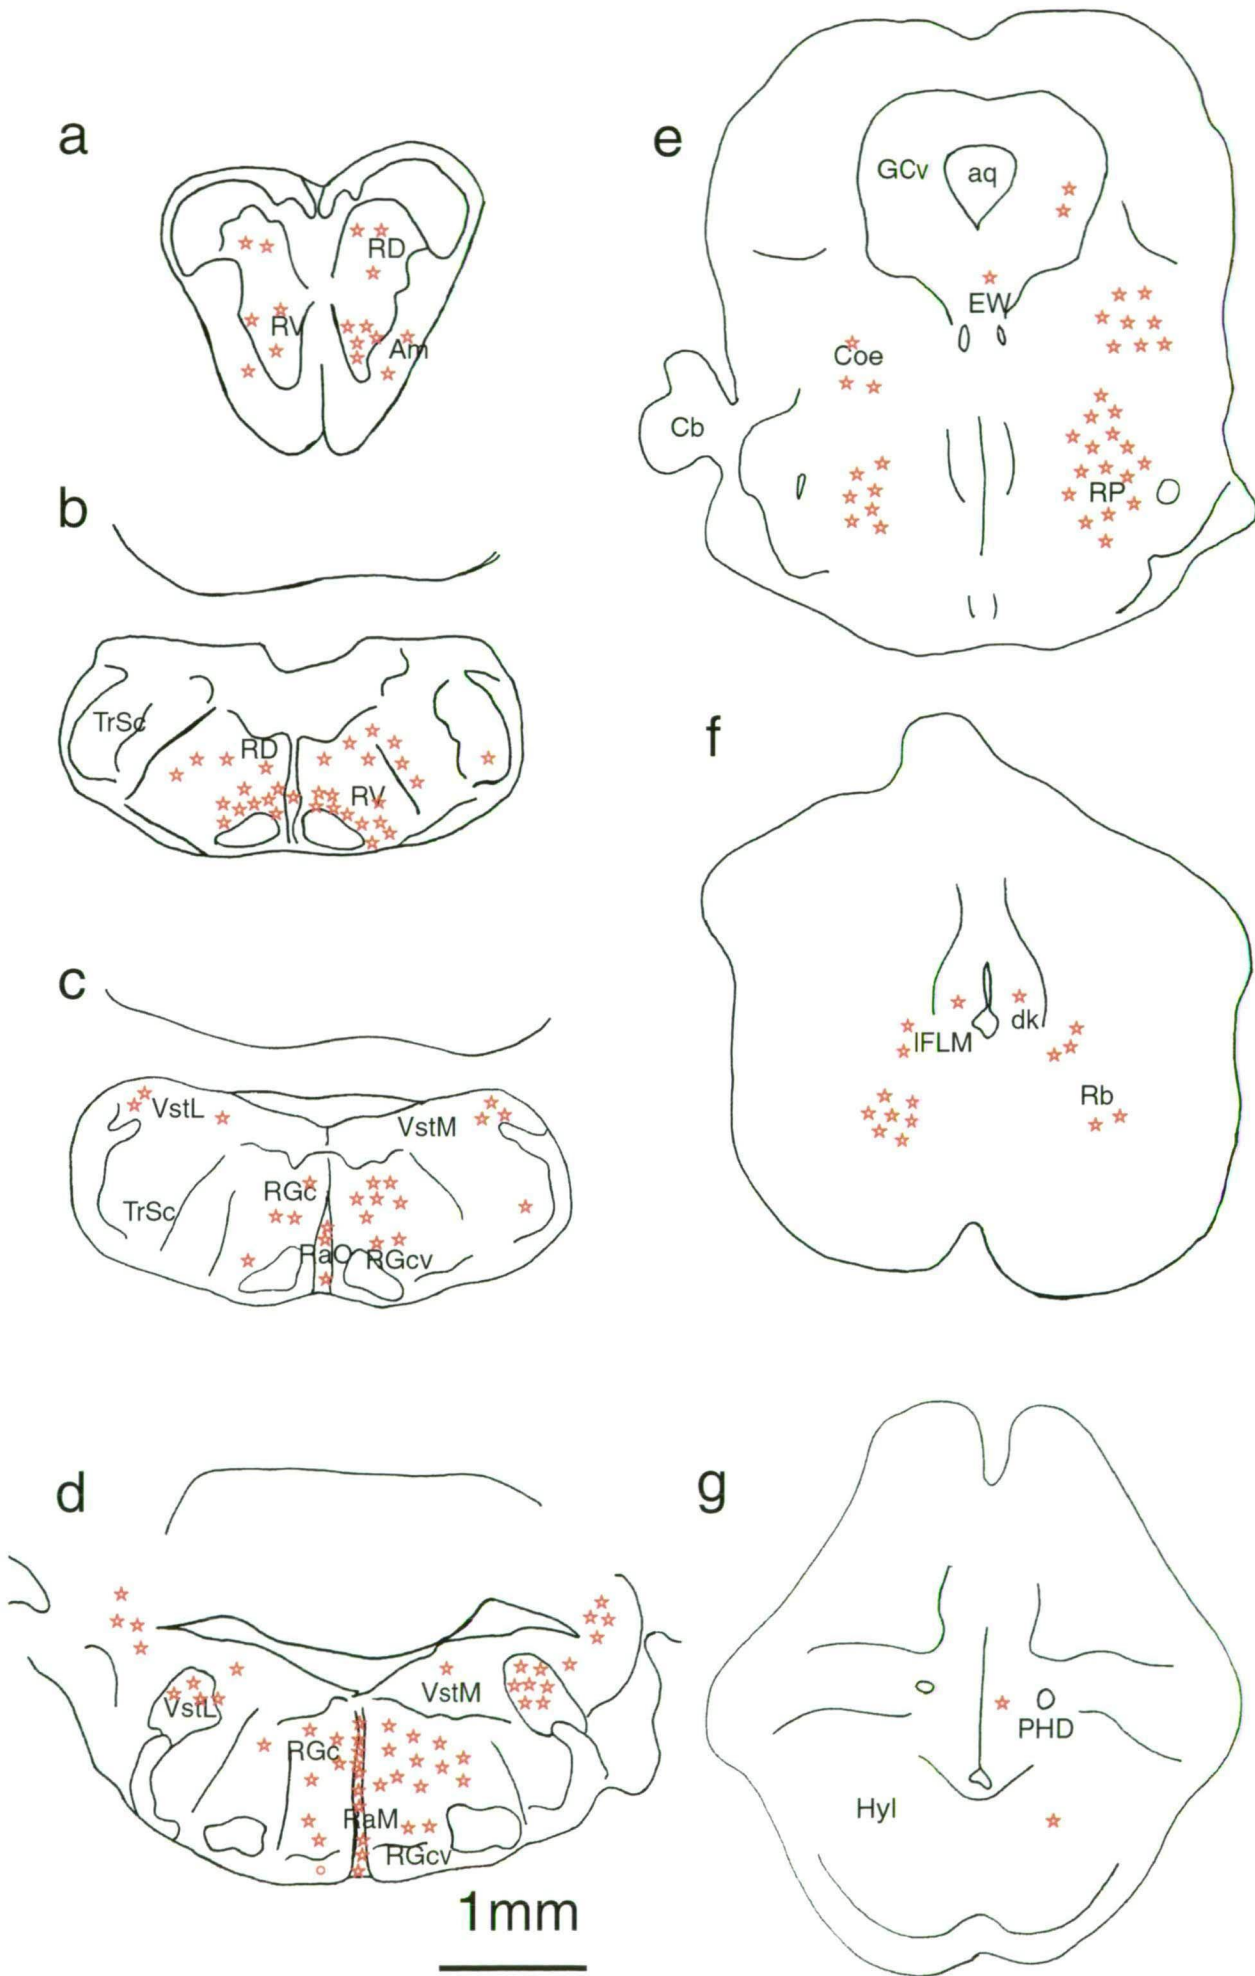 a
RD
RV
Am
b
TrSc
RD
RV
c
VstL
VstM
RGc
TrSc
RaO
RGcv
d
VstL
VstM
RGc
RaM
RGcv
1mm
e
GCv
aq
EW
Coe
Cb
RP
f
dk
IFLM
Rb
g
PHD
Hyl